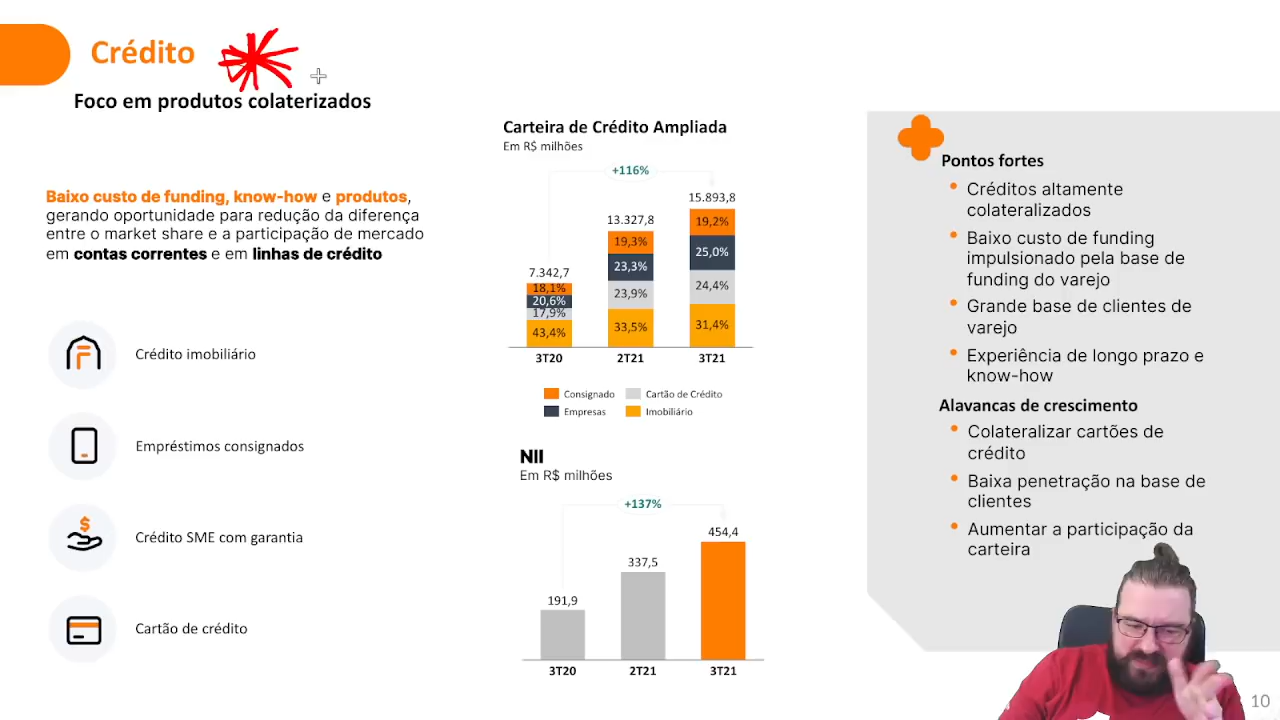 Crédito
Foco em produtos colaterizados
Baixo custo de funding, know-how e produtos,
gerando oportunidade para redução da diferença
entre o market share e a participação de mercado
em contas correntes e em linhas de crédito
Crédito imobiliário
Empréstimos consignados
Crédito SME com garantia
Cartão de crédito
Carteira de Crédito Ampliada
Em R$ milhões
+116%
15.893,8
13.327,8
7.342,7
19,2%
25,0%
24,4%
31,4%
19,3%
23,3%
23,9%
33,5%
18,1%
20,6%
17,9%
43,4%
3T20 2T21 3T21
Consignado Cartão de Crédito
Empresas Imobiliário
NII
Em R$ milhões
+137%
454,4
337,5
191,9
3T20 2T21 3T21
Pontos fortes
Créditos altamente
colateralizados
Baixo custo de funding
impulsionado pela base de
funding do varejo
Grande base de clientes de
varejo
Experiência de longo prazo e
know-how
Alavancas de crescimento
Colateralizar cartões de
crédito
Baixa penetração na base de
clientes
Aumentar a participação da
carteira
10